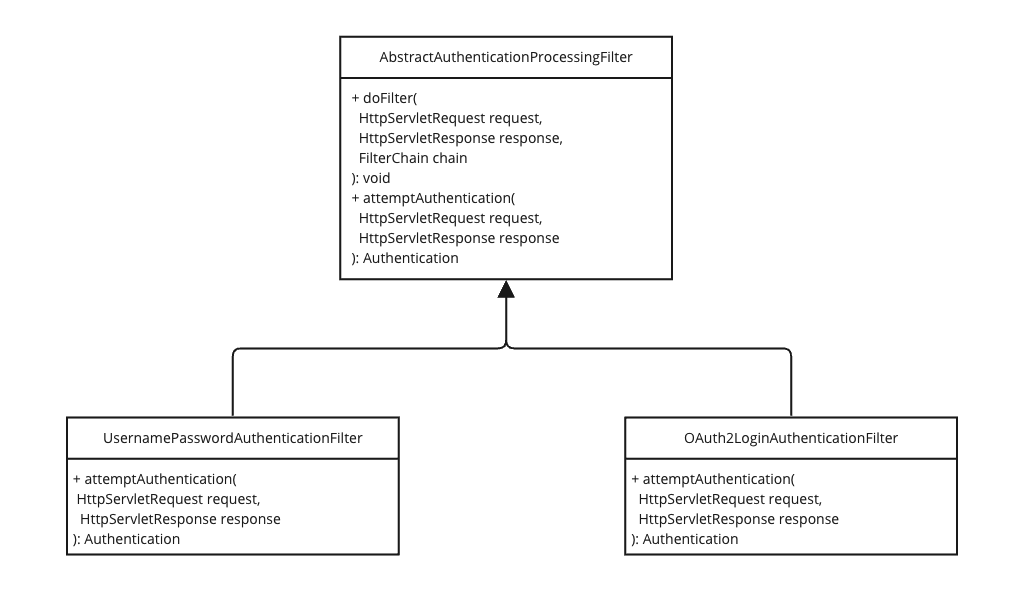 AbstractAuthenticationProcessingFilter
+ doFilter(
HttpServletRequest request,
HttpServletResponse response,
FilterChain chain
): void
+ attemptAuthentication(
HttpServletRequest request,
HttpServletResponse response
): Authentication
UsernamePasswordAuthenticationFilter
+ attemptAuthentication(
HttpServletRequest request,
HttpServletResponse response
): Authentication
OAuth2LoginAuthenticationFilter
+ attemptAuthentication(
HttpServletRequest request,
HttpServletResponse response
): Authentication